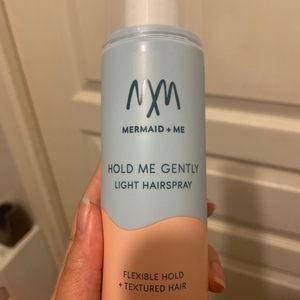 MXM
MERMAID + ME
HOLD ME GENTLY
LIGHT HAIRSPRAY
FLEXIBLE HOLD
+ TEXTURED HAIR